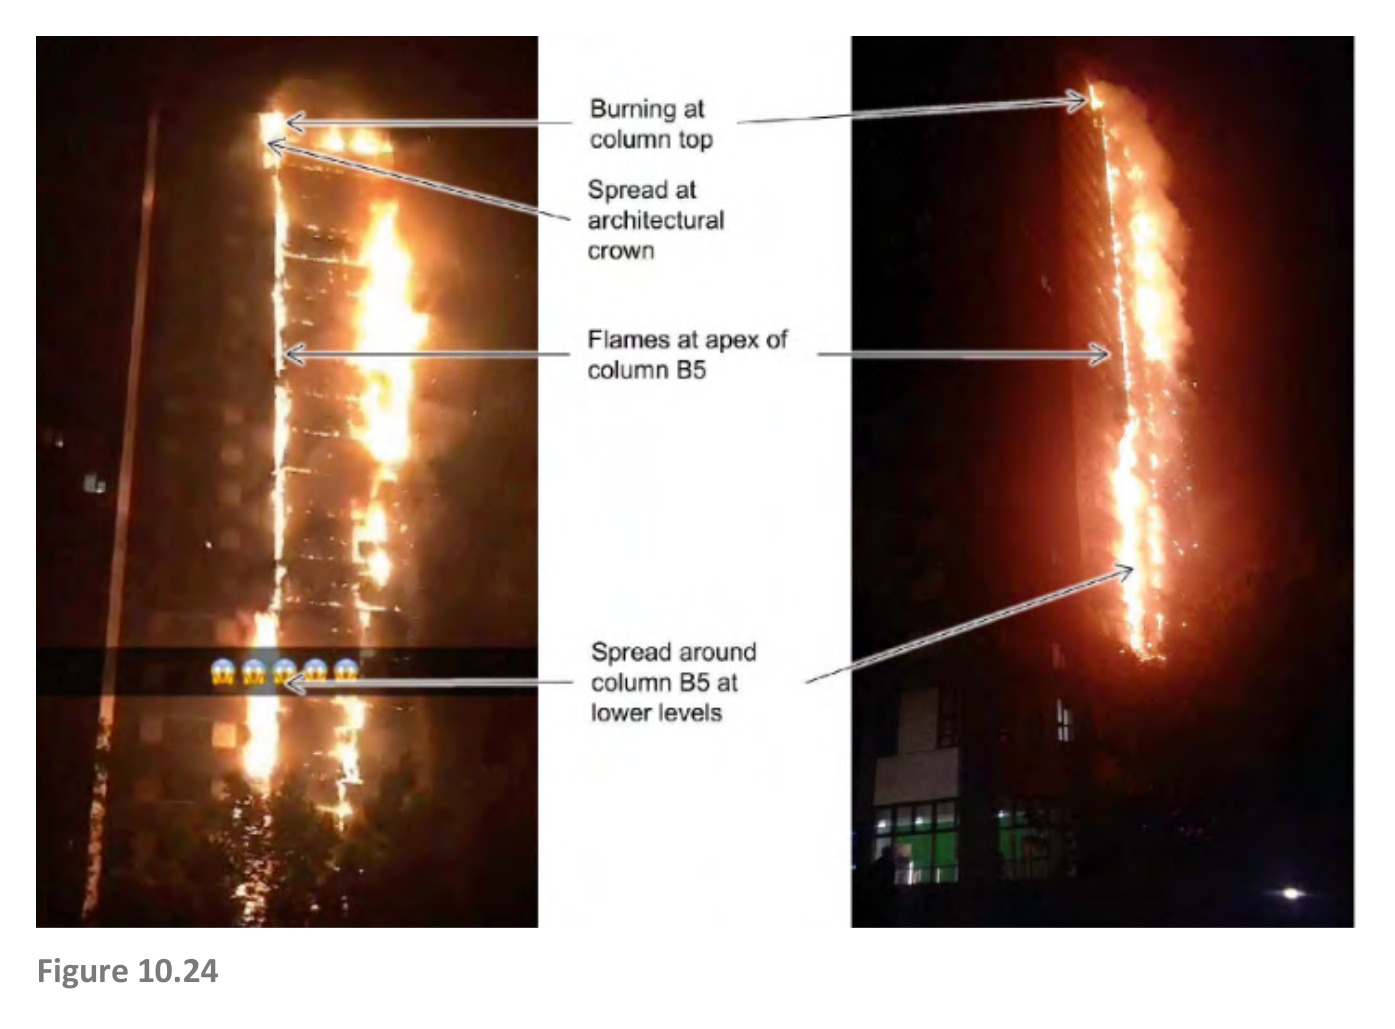 Burning at
column top
Spread at
architectural
crown
Flames at apex of
column B5
Spread around
column B5 at
lower levels
Figure 10.24